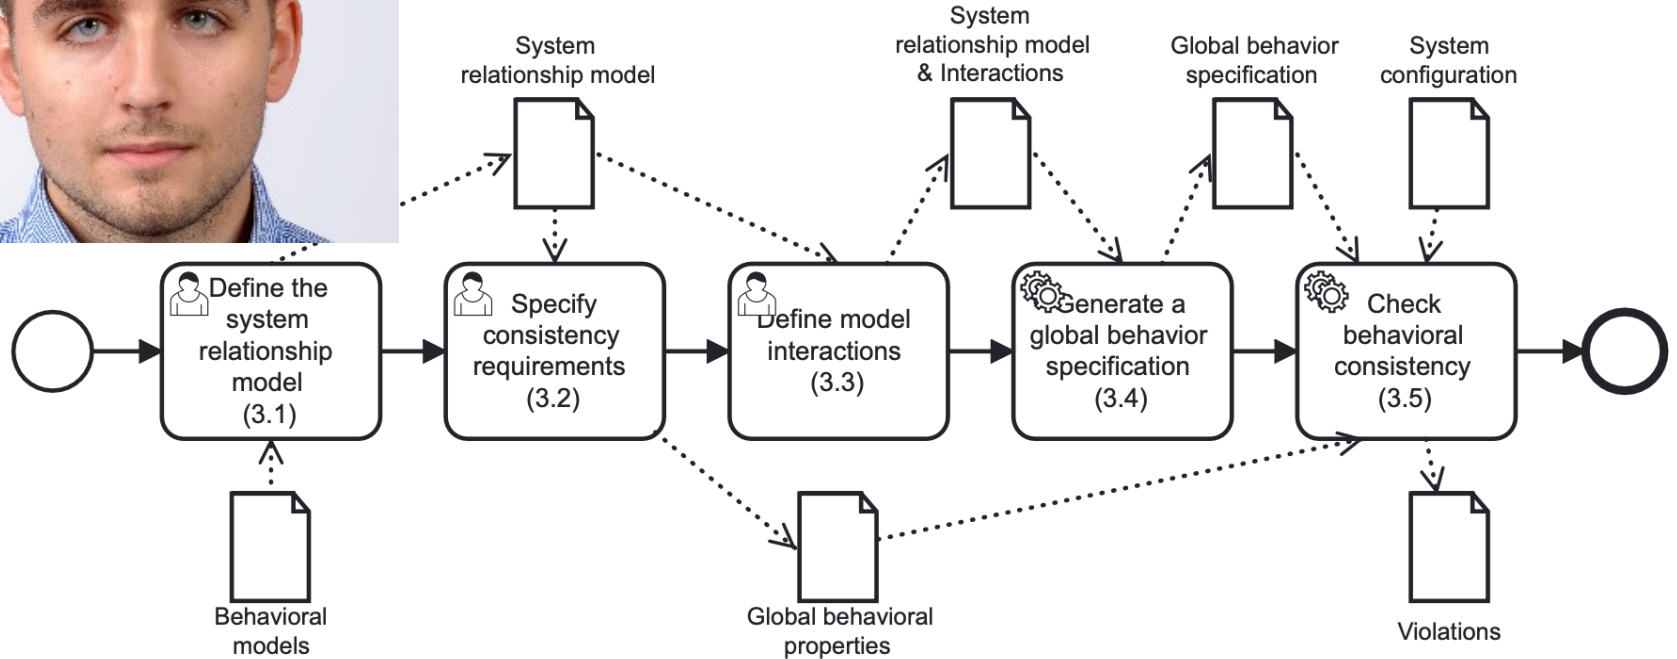 System
relationship model
System
relationship model
& Interactions
Global behavior
specification
System
configuration
Define the
system
relationship
model
(3.1)
Specify
consistency
requirements
(3.2)
Define model
interactions
(3.3)
Generate a
global behavior
specification
(3.4)
Check
behavioral
consistency
(3.5)
Behavioral
models
Global behavioral
properties
Violations